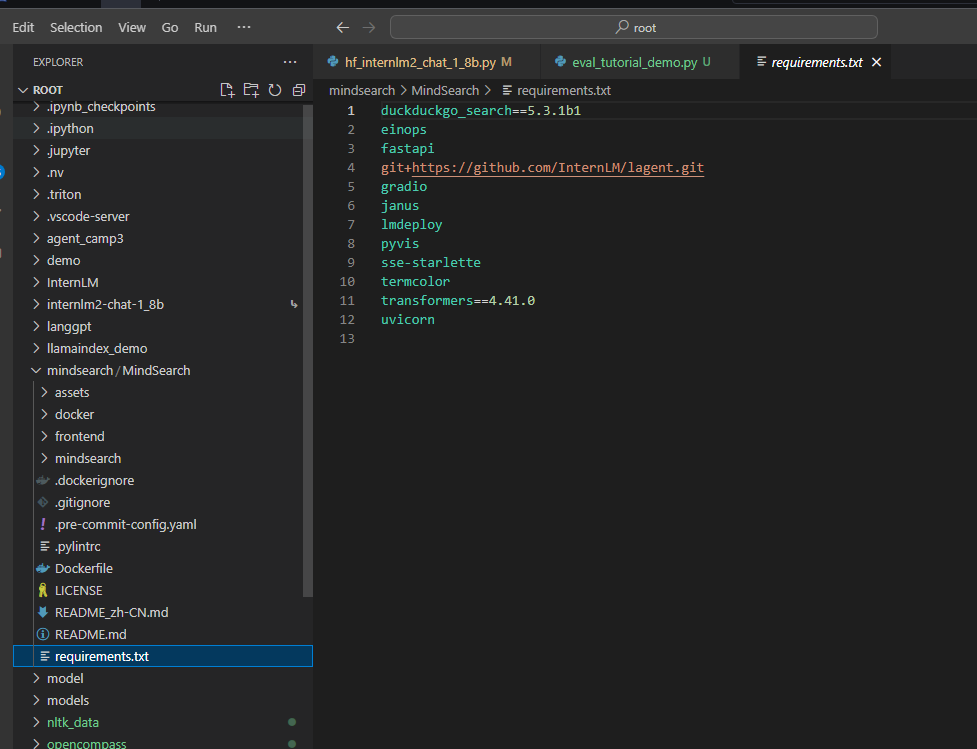 Edit Selection View Go Run ···
root
EXPLORER ···
hf_internlm2_chat_1_8b.py M
eval_tutorial_demo.py U
requirements.txt
ROOT
mindsearch > MindSearch > requirements.txt
.ipynb_checkpoints
.ipython
.jupyter
.nv
.triton
.vscode-server
agent_camp3
demo
InternLM
internlm2-chat-1_8b
langgpt
llamaindex_demo
mindsearch / MindSearch
assets
docker
frontend
mindsearch
.dockerignore
.gitignore
.pre-commit-config.yaml
.pylintrc
Dockerfile
LICENSE
README_zh-CN.md
README.md
requirements.txt
model
models
nltk_data
opencompass
1 duckduckgo_search==5.3.1b1
2 einops
3 fastapi
4 git+https://github.com/InternLM/lagent.git
5 gradio
6 janus
7 lmdeploy
8 pyvis
9 sse-starlette
10 termcolor
11 transformers==4.41.0
12 uvicorn
13